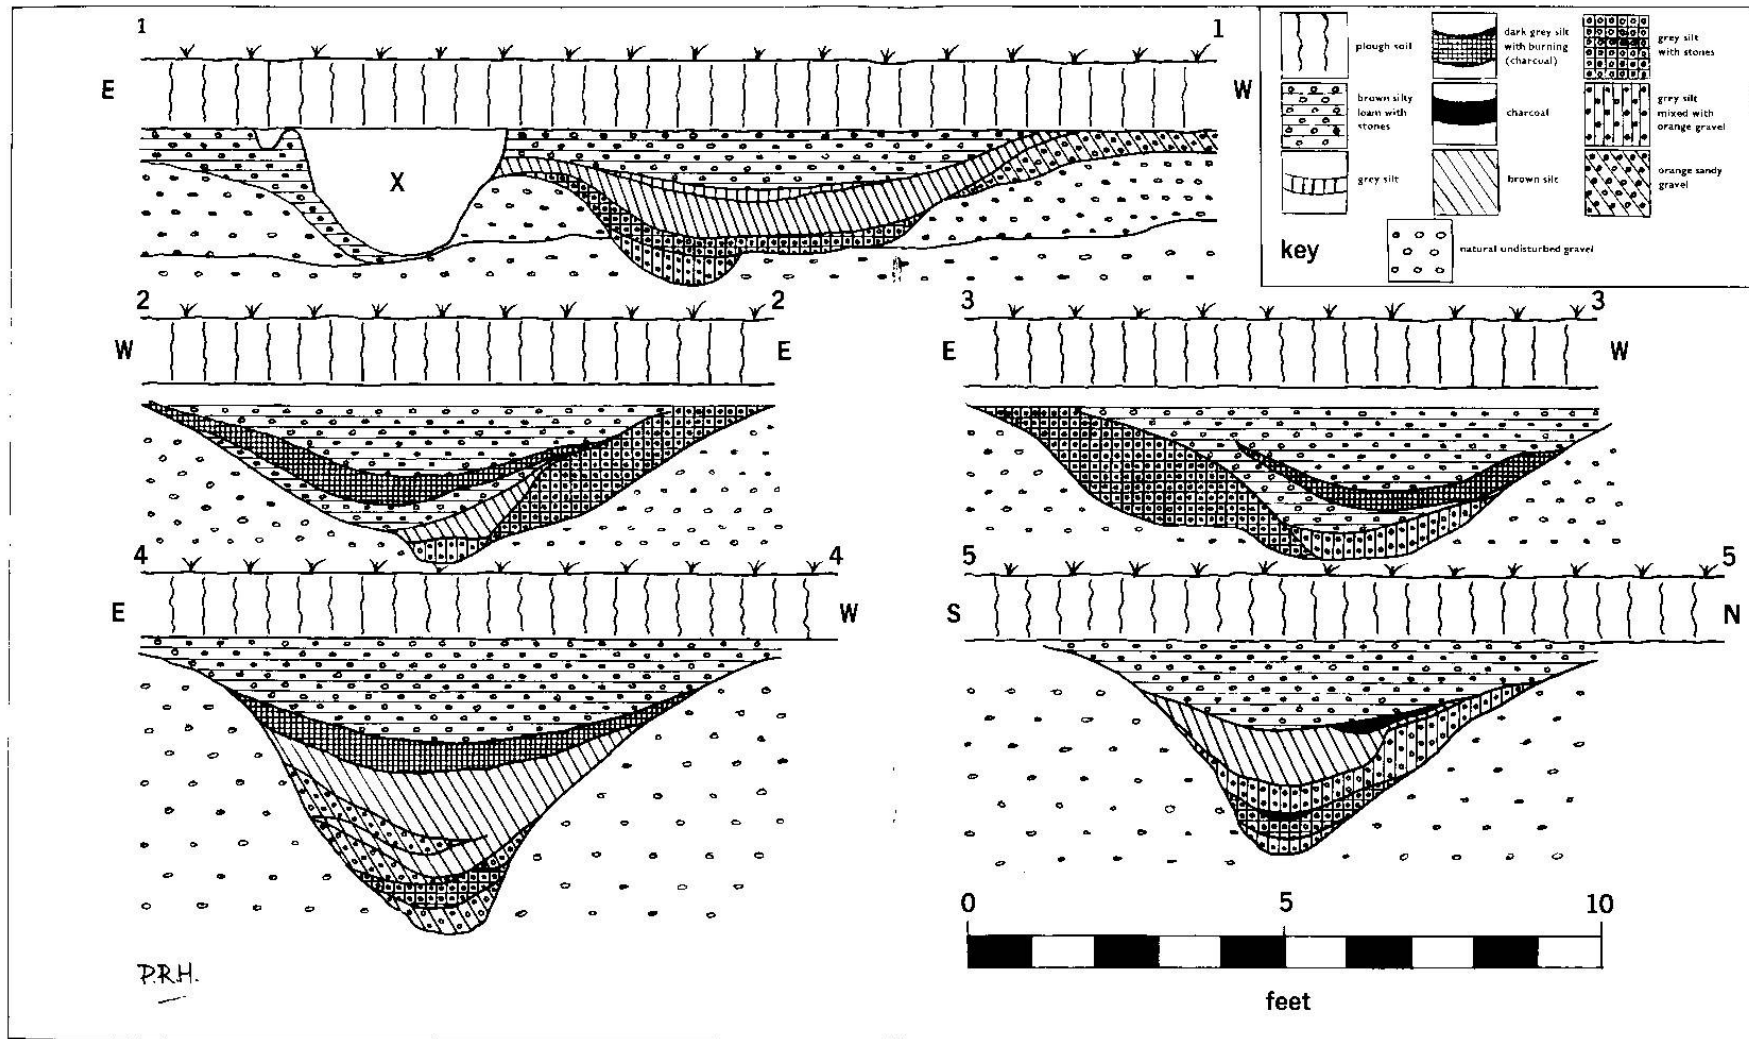 1
1
E
W
X
plough soil
dark grey silt
with burning
(charcoal)
grey silt
with stones
brown silty
loam with
stones
charcoal
grey silt
mixed with
orange gravel
grey silt
brown silt
orange sandy
gravel
key
natural undisturbed gravel
2
2
W
E
3
3
E
W
4
4
E
W
5
5
S
N
0
5
10
feet
P.R.H.